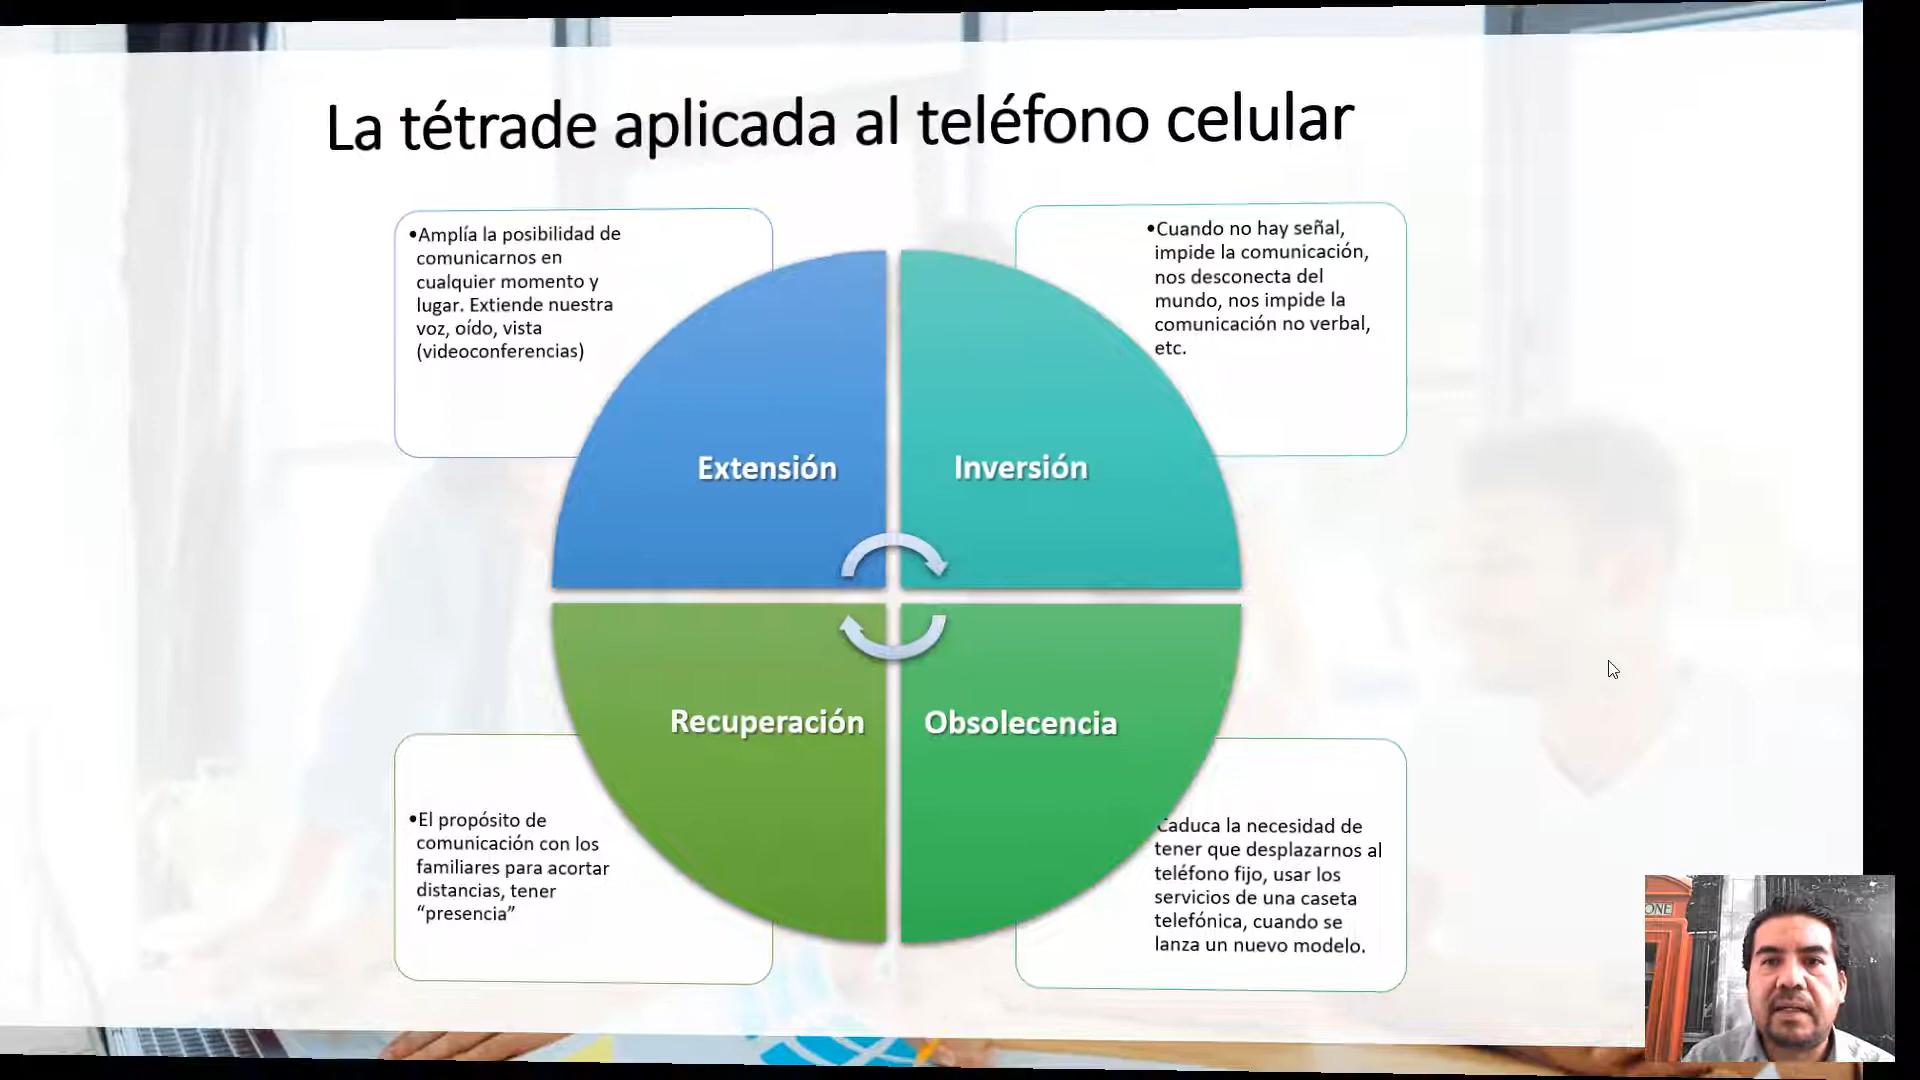 La tétrade aplicada al teléfono celular
•Amplía la posibilidad de
comunicarnos en
cualquier momento y
lugar. Extiende nuestra
voz, oído, vista
(videoconferencias)
•Cuando no hay señal,
impide la comunicación,
nos desconecta del
mundo, nos impide la
comunicación no verbal,
etc.
Extensión
Inversión
Recuperación
Obsolecencia
•El propósito de
comunicación con los
familiares para acortar
distancias, tener
“presencia”
Caduca la necesidad de
tener que desplazarnos al
teléfono fijo, usar los
servicios de una caseta
telefónica, cuando se
lanza un nuevo modelo.
ONE